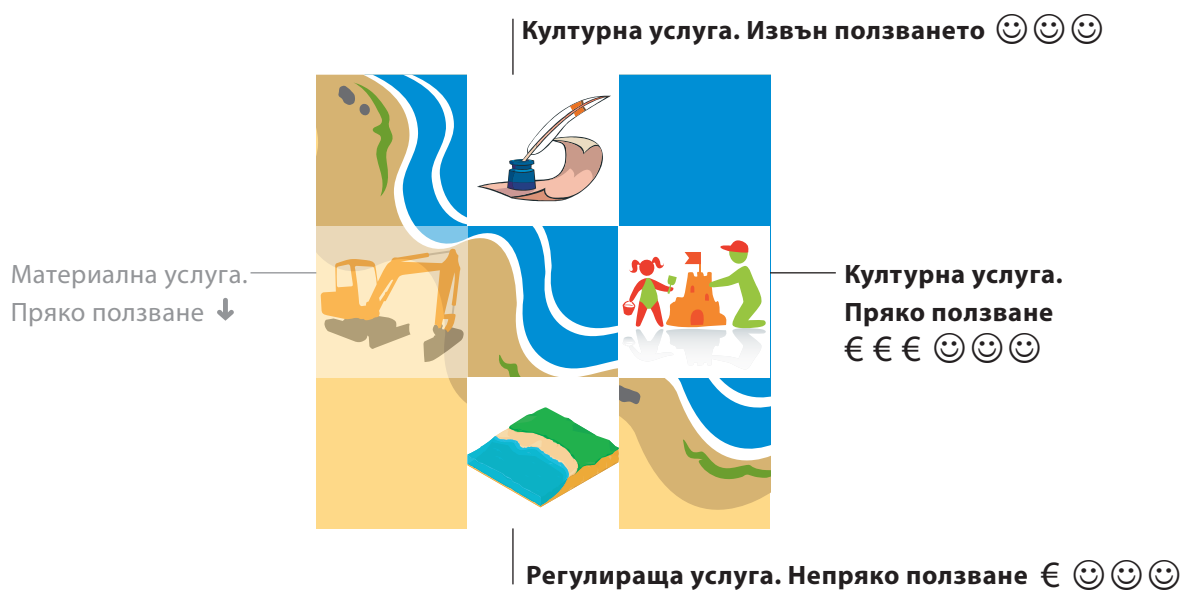 Културна услуга. Извън ползването ☺ ☺ ☺
Материална услуга.
Пряко ползване ↓
Културна услуга.
Пряко ползване
€ € € ☺ ☺ ☺
Регулираща услуга. Непряко ползване € ☺ ☺ ☺